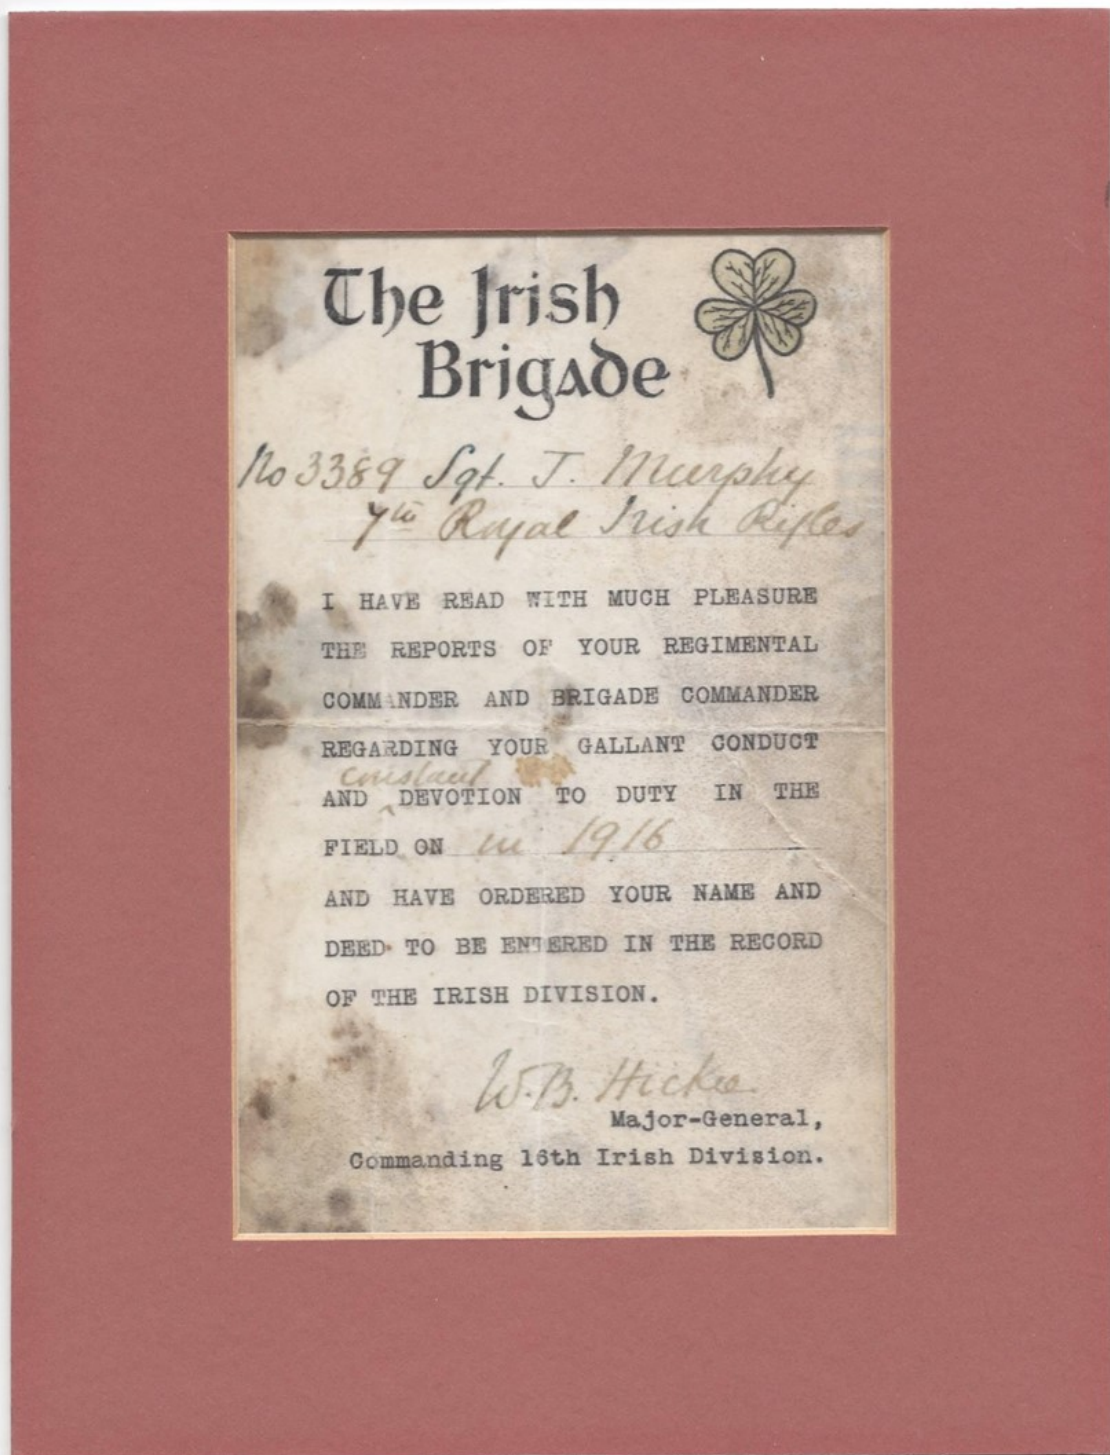 The Irish
Brigade
No 3389 Sgt. J. Murphy
7th Royal Irish Rifles
I HAVE READ WITH MUCH PLEASURE
THE REPORTS OF YOUR REGIMENTAL
COMMANDER AND BRIGADE COMMANDER
REGARDING YOUR GALLANT CONDUCT
constant
AND ^ DEVOTION TO DUTY IN THE
FIELD ON in 1916
AND HAVE ORDERED YOUR NAME AND
DEED TO BE ENTERED IN THE RECORD
OF THE IRISH DIVISION.
W.B. Hickie.
Major-General,
Commanding 16th Irish Division.